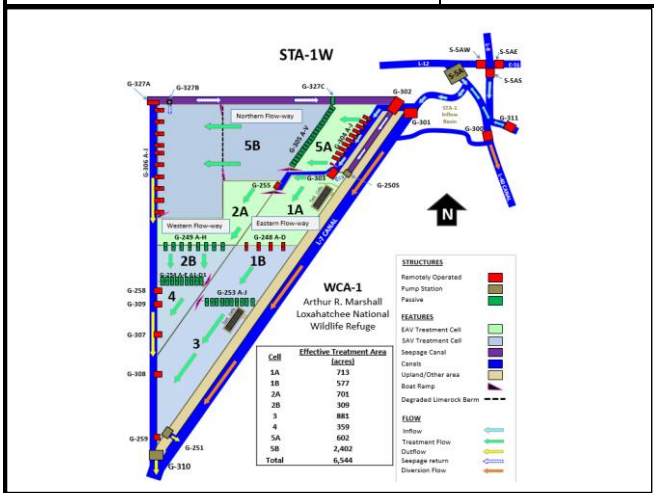 STA-1W
L-8
L-12
S-5AW
S-5AE
S-5A
S-5AS
G-327A
G-327B
G-327C
G-302
G-301
STA-1
Inflow
Basin
G-311
G-300
Northern Flow-way
G-305 A-V
G-304 A-J
5A
5B
G-306 A-J
G-303
G-255
G-250S
1A
2A
L-7 CANAL
N
Western Flow-way
Eastern Flow-way
G-249 A-H
G-248 A-D
2B
1B
G-253 A-J
4
3
G-258
G-309
G-307
G-308
G-259
G-251
G-310
WCA-1
Arthur R. Marshall
Loxahatchee National
Wildlife Refuge
Cell Effective Treatment Area
(acres)
1A 713
1B 577
2A 701
2B 309
3 881
4 359
5A 602
5B 2,402
Total 6,544
STRUCTURES
Remotely Operated
Pump Station
Passive
FEATURES
EAV Treatment Cell
SAV Treatment Cell
Seepage Canal
Canals
Upland/Other area
Boat Ramp
Degraded Limerock Berm
FLOW
Inflow
Treatment Flow
Outflow
Seepage return
Diversion Flow